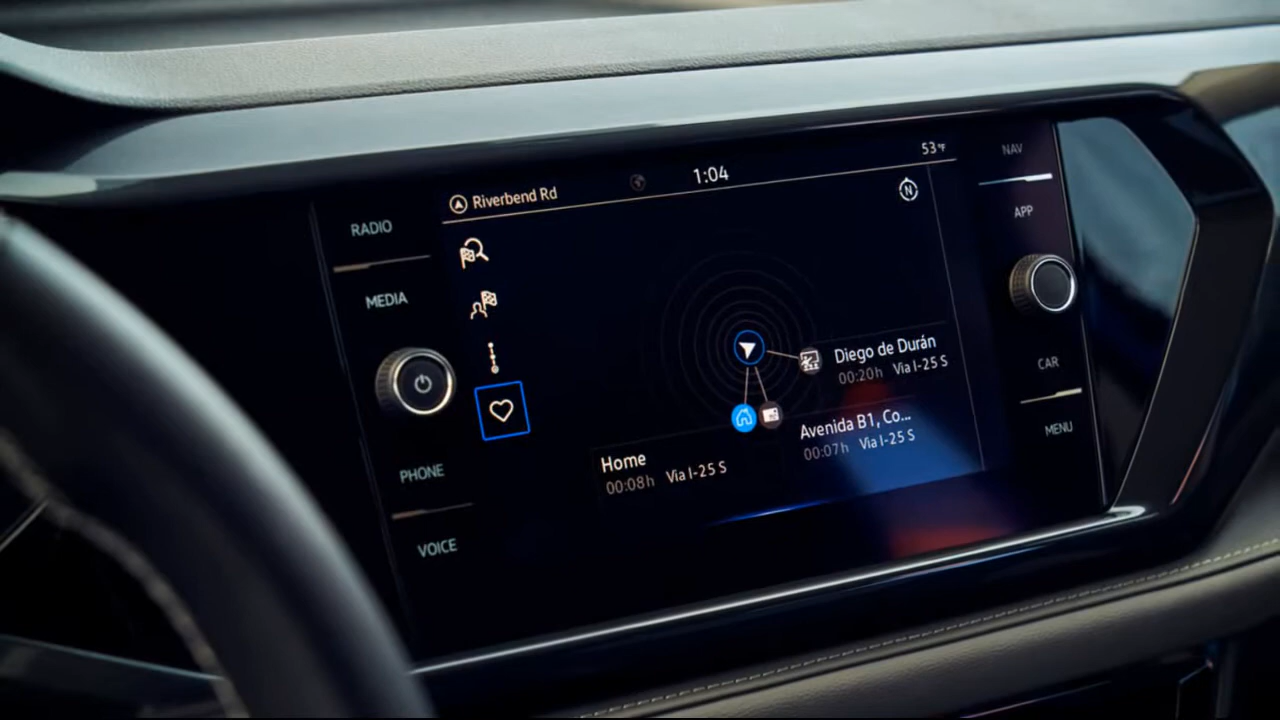 Riverbend Rd
1:04
53°F
N
RADIO
MEDIA
PHONE
VOICE
NAV
APP
CAR
MENU
Diego de Durán
00:20h Via I-25 S
Avenida B1, Co...
00:07h Via I-25 S
Home
00:08h Via I-25 S